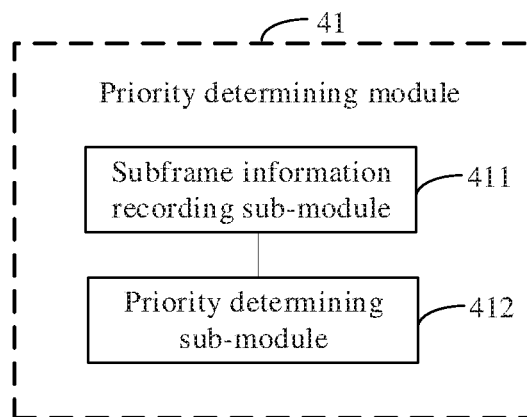 41
Priority determining module
Subframe information
recording sub-module
411
Priority determining
sub-module
412